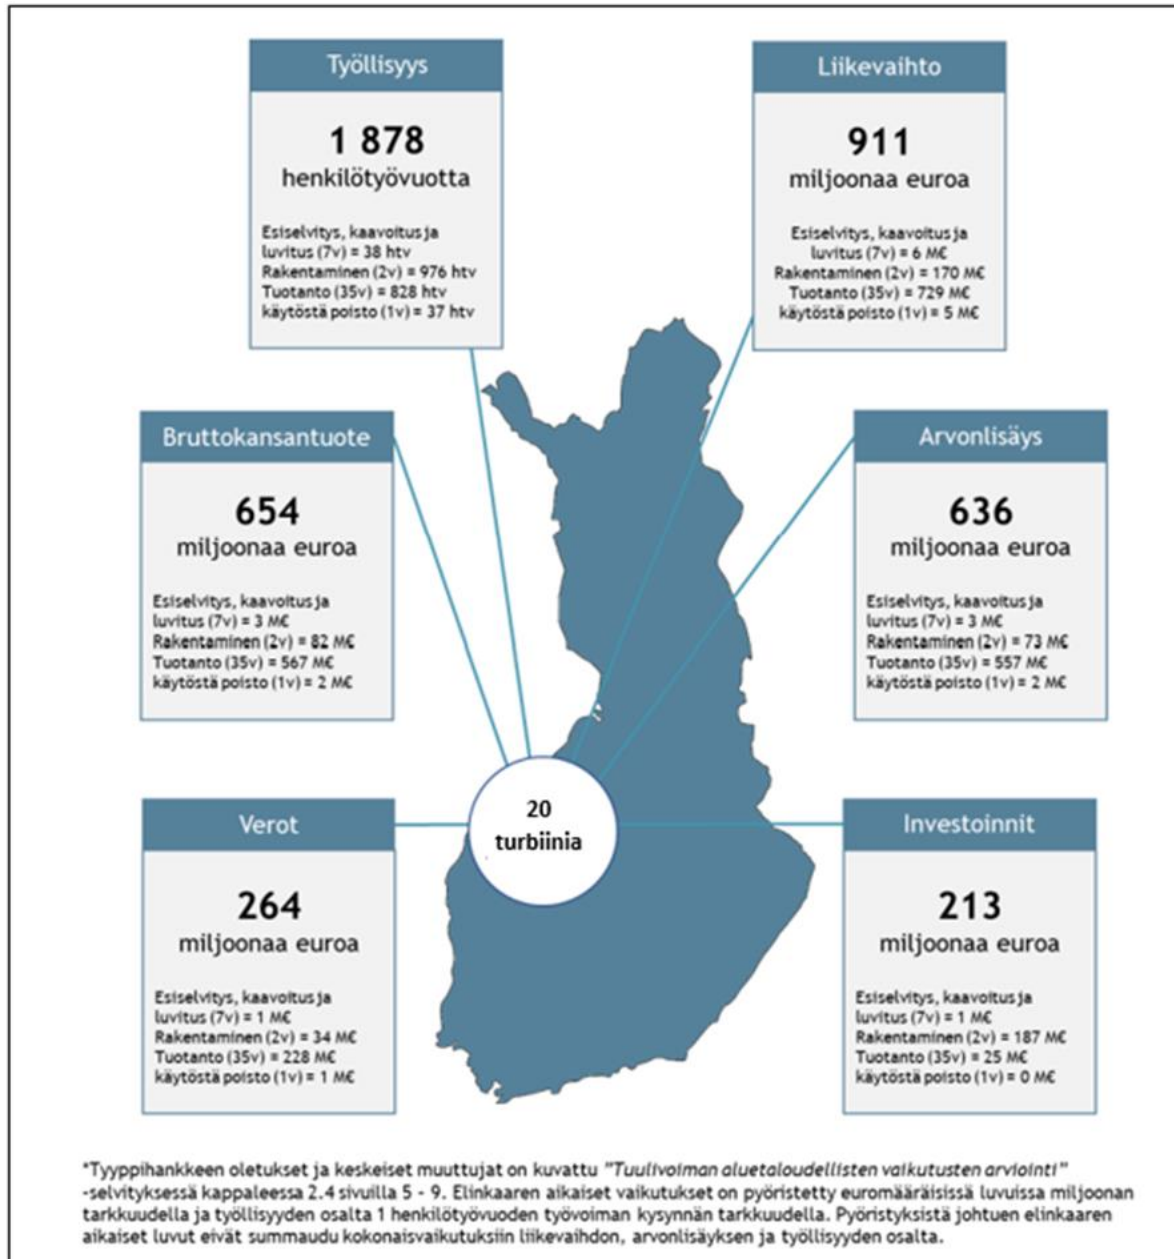 Työllisyys
1 878
henkilötyövuotta
Esiselvitys, kaavoitus ja
luvitus (7v) = 38 htv
Rakentaminen (2v) = 976 htv
Tuotanto (35v) = 828 htv
käytöstä poisto (1v) = 37 htv
Liikevaihto
911
miljoonaa euroa
Esiselvitys, kaavoitus ja
luvitus (7v) = 6 M€
Rakentaminen (2v) = 170 M€
Tuotanto (35v) = 729 M€
käytöstä poisto (1v) = 5 M€
Bruttokansantuote
654
miljoonaa euroa
Esiselvitys, kaavoitus ja
luvitus (7v) = 3 M€
Rakentaminen (2v) = 82 M€
Tuotanto (35v) = 567 M€
käytöstä poisto (1v) = 2 M€
Arvonlisäys
636
miljoonaa euroa
Esiselvitys, kaavoitus ja
luvitus (7v) = 3 M€
Rakentaminen (2v) = 73 M€
Tuotanto (35v) = 557 M€
käytöstä poisto (1v) = 2 M€
20
turbiinia
Verot
264
miljoonaa euroa
Esiselvitys, kaavoitus ja
luvitus (7v) = 1 M€
Rakentaminen (2v) = 34 M€
Tuotanto (35v) = 228 M€
käytöstä poisto (1v) = 1 M€
Investoinnit
213
miljoonaa euroa
Esiselvitys, kaavoitus ja
luvitus (7v) = 1 M€
Rakentaminen (2v) = 187 M€
Tuotanto (35v) = 25 M€
käytöstä poisto (1v) = 0 M€
*Tyyppihankkeen oletukset ja keskeiset muuttujat on kuvattu "Tuulivoiman aluetaloudellisten vaikutusten arviointi"
-selvityksessä kappaleessa 2.4 sivuilla 5 - 9. Elinkaaren aikaiset vaikutukset on pyöristetty euromääräisissä luvuissa miljoonan
tarkkuudella ja työllisyyden osalta 1 henkilötyövuoden työvoiman kysynnän tarkkuudella. Pyöristyksistä johtuen elinkaaren
aikaiset luvut eivät summaudu kokonaisvaikutuksiin liikevaihdon, arvonlisäyksen ja työllisyyden osalta.